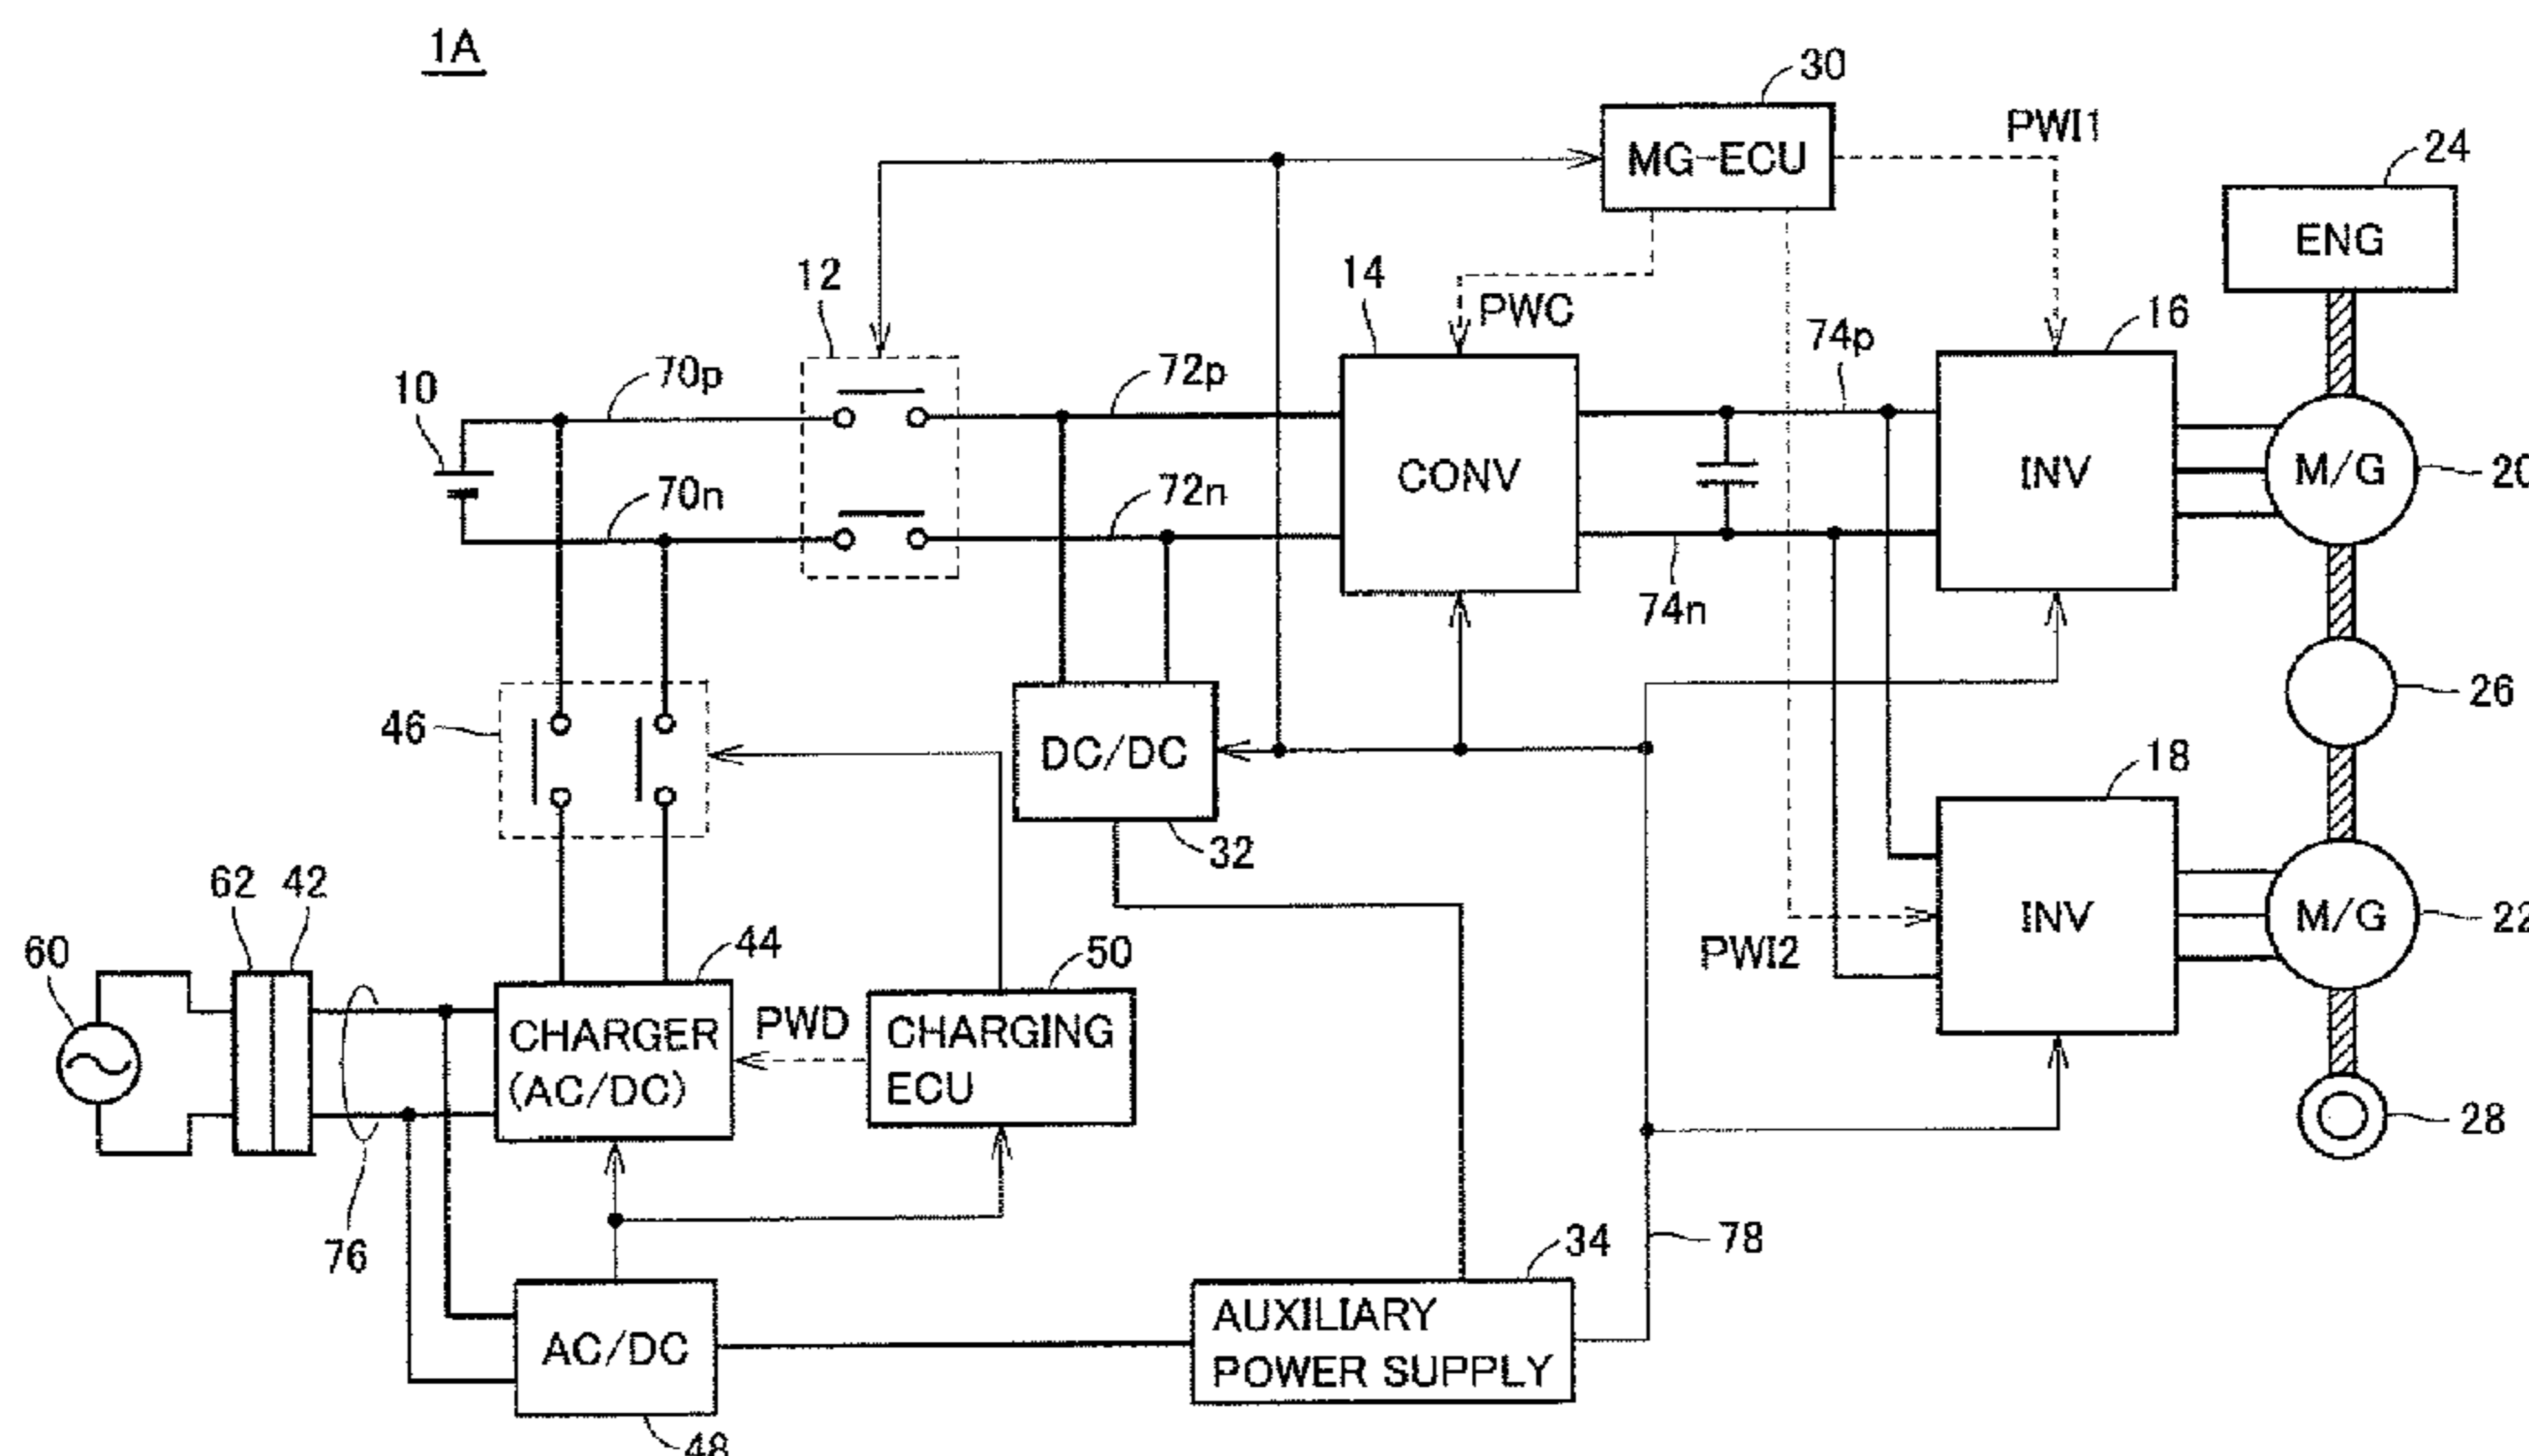 1A
30
MG-ECU
PWI1
24
ENG
12
14
PWC
74p
16
10
70p
72p
CONV
INV
M/G
20
70n
72n
74n
46
DC/DC
26
18
32
62
42
60
44
50
PWI2
INV
M/G
22
CHARGER
(AC/DC)
PWD
CHARGING
ECU
28
76
34
78
AC/DC
AUXILIARY
POWER SUPPLY
48